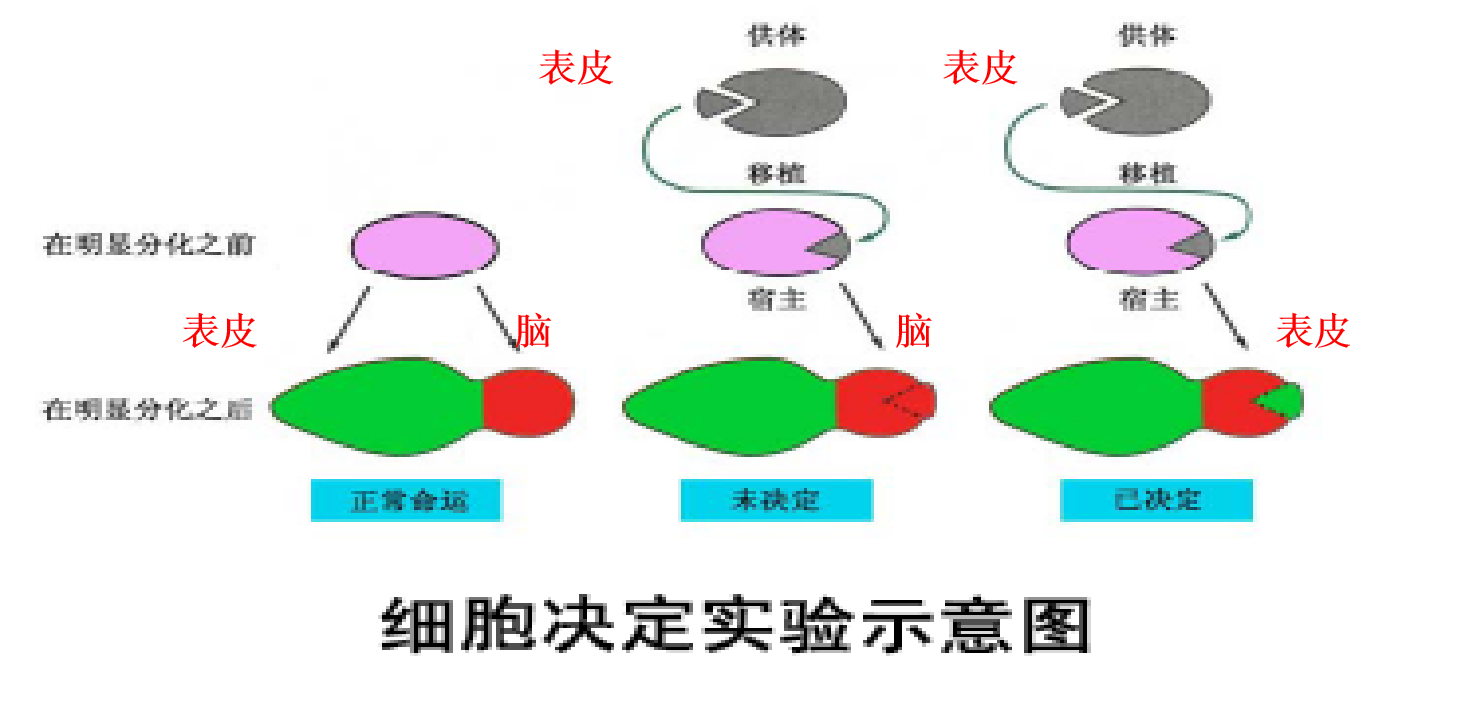 供体
供体
表皮
表皮
移植
移植
在明显分化之前
宿主
宿主
表皮
脑
脑
表皮
在明显分化之后
正常命运
未决定
已决定
细胞决定实验示意图